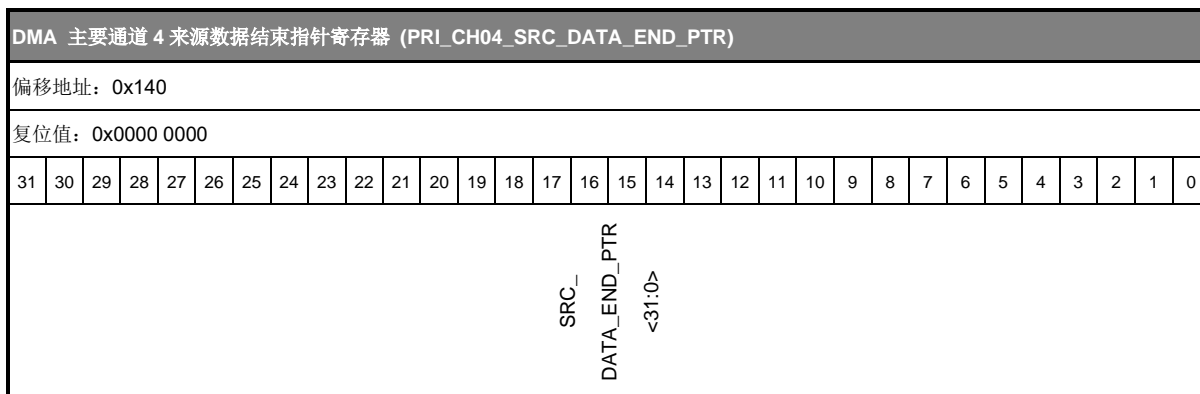 DMA 主要通道 4 来源数据结束指针寄存器 (PRI_CH04_SRC_DATA_END_PTR)
偏移地址：0x140
复位值：0x0000 0000
31 30 29 28 27 26 25 24 23 22 21 20 19 18 17 16 15 14 13 12 11 10 9 8 7 6 5 4 3 2 1 0
SRC_
DATA_END_PTR
<31:0>